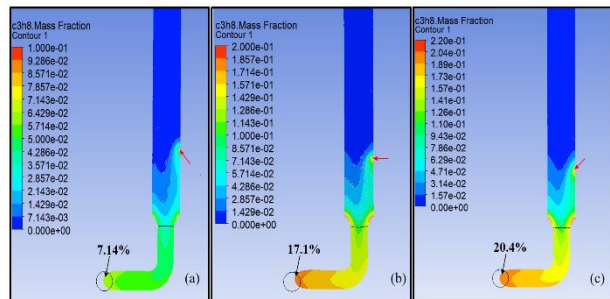 c3h8.Mass Fraction
Contour 1
1.000e-01
9.286e-02
8.571e-02
7.857e-02
7.143e-02
6.429e-02
5.714e-02
5.000e-02
4.286e-02
3.571e-02
2.857e-02
2.143e-02
1.429e-02
7.143e-03
0.000e+00
7.14%
(a)
c3h8.Mass Fraction
Contour 1
2.000e-01
1.857e-01
1.714e-01
1.571e-01
1.429e-01
1.286e-01
1.143e-01
1.000e-01
8.571e-02
7.143e-02
5.714e-02
4.286e-02
2.857e-02
1.429e-02
0.000e+00
17.1%
(b)
c3h8.Mass Fraction
Contour 1
2.20e-01
2.04e-01
1.89e-01
1.73e-01
1.57e-01
1.41e-01
1.26e-01
1.10e-01
9.43e-02
7.86e-02
6.29e-02
4.71e-02
3.14e-02
1.57e-02
0.00e+00
20.4%
(c)